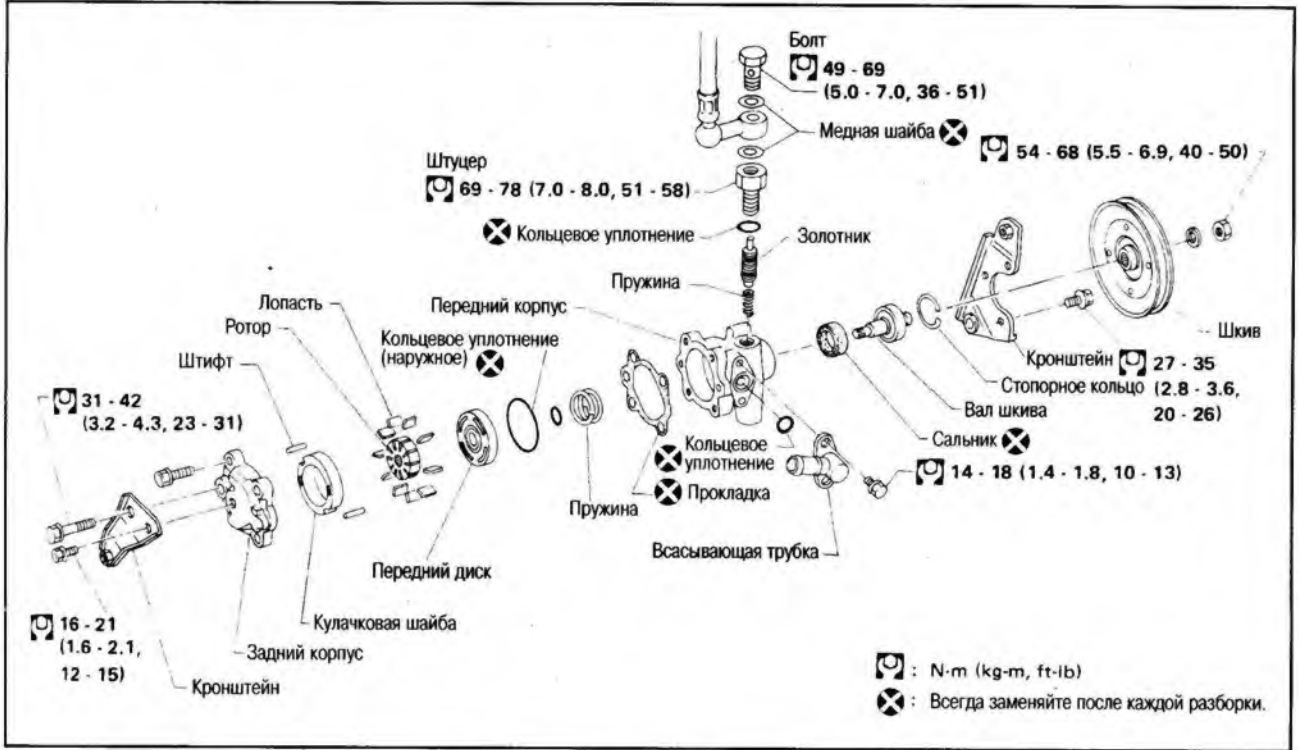 Болт
49 - 69
(5.0 - 7.0, 36 - 51)
Медная шайба
54 - 68 (5.5 - 6.9, 40 - 50)
Штуцер
69 - 78 (7.0 - 8.0, 51 - 58)
Кольцевое уплотнение
Золотник
Пружина
Передний корпус
Лопасть
Ротор
Кольцевое уплотнение
(наружное)
Штифт
31 - 42
(3.2 - 4.3, 23 - 31)
Шкив
Кронштейн
27 - 35
(2.8 - 3.6,
20 - 26)
Стопорное кольцо
Вал шкива
Сальник
Кольцевое
уплотнение
14 - 18 (1.4 - 1.8, 10 - 13)
Прокладка
Пружина
Всасывающая трубка
Передний диск
Кулачковая шайба
16 - 21
(1.6 - 2.1,
12 - 15)
Задний корпус
Кронштейн
: N·m (kg-m, ft-lb)
: Всегда заменяйте после каждой разборки.